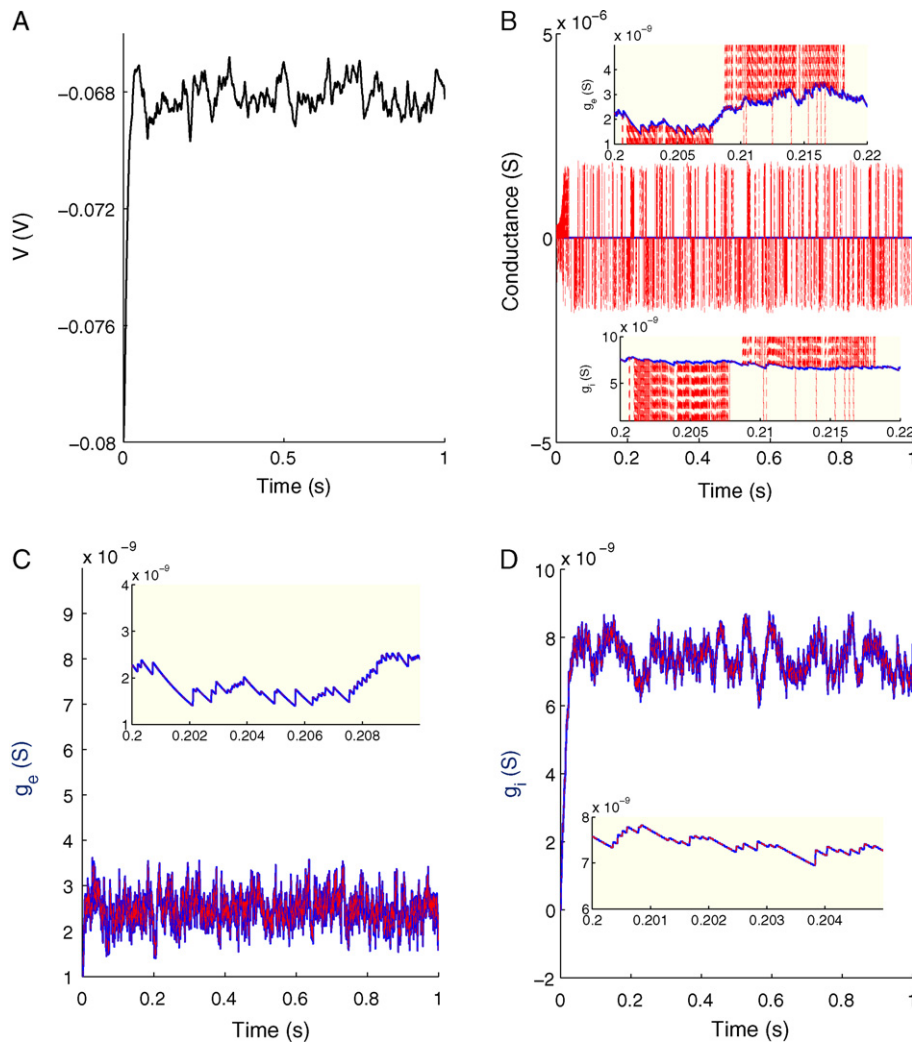 A
V (V)
−0.068
−0.072
−0.076
−0.08
0 0.5 1
Time (s)
B
x 10⁻⁶
Conductance (S)
5
0
−5
0 0.2 0.4 0.6 0.8 1
Time (s)
x 10⁻⁹
g_e (S)
5
4
3
2
1
0.2 0.205 0.21 0.215 0.22
x 10⁻⁹
g_i (S)
10
5
0.2 0.205 0.21 0.215 0.22
C
x 10⁻⁹
g_e (S)
9
8
7
6
5
4
3
2
1
0 0.2 0.4 0.6 0.8 1
Time (s)
x 10⁻⁹
4
3
2
1
0.2 0.202 0.204 0.206 0.208
D
x 10⁻⁹
g_i (S)
10
8
6
4
2
0
−2
0 0.2 0.4 0.6 0.8 1
Time (s)
x 10⁻⁹
8
7
6
0.2 0.201 0.202 0.203 0.204